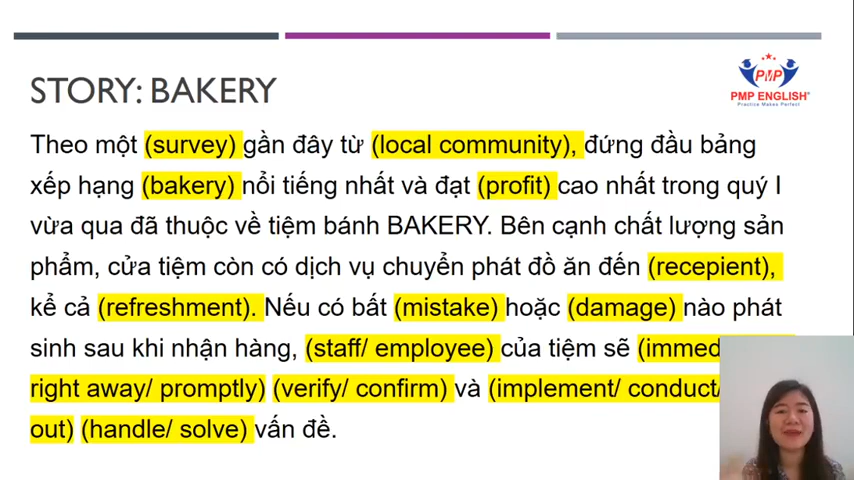 STORY: BAKERY
PMP
PMP ENGLISH
Practice Makes Perfect
Theo một (survey) gần đây từ (local community), đứng đầu bảng
xếp hạng (bakery) nổi tiếng nhất và đạt (profit) cao nhất trong quý I
vừa qua đã thuộc về tiệm bánh BAKERY. Bên cạnh chất lượng sản
phẩm, cửa tiệm còn có dịch vụ chuyển phát đồ ăn đến (recepient),
kể cả (refreshment). Nếu có bất (mistake) hoặc (damage) nào phát
sinh sau khi nhận hàng, (staff/ employee) của tiệm sẽ (immed
right away/ promptly) (verify/ confirm) và (implement/ conduct/
out) (handle/ solve) vấn đề.